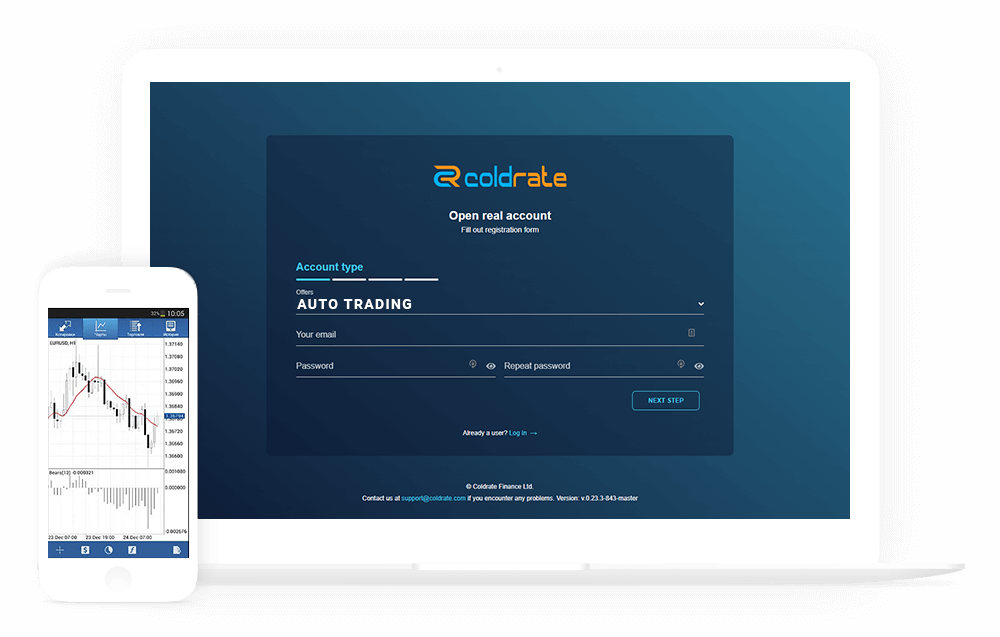 coldrate
Open real account
Fill out registration form
Account type
Offers
AUTO TRADING
Your email
Password
Repeat password
NEXT STEP
Already a user? Log In →
© Coldrate Finance Ltd.
Contact us at support@coldrate.com if you encounter any problems. Version: v.0.23.3-843-master
32% 10:05
Котировки Чарты Торговля История
EURUSD, H1
1.37140
1.37080
1.37020
1.36960
1.36900
1.36840
1.36794
1.36720
1.36660
1.36600
Bears(13) -0.000321
0.001600
0.000000
-0.002676
23 Dec 07:00 23 Dec 19:00 24 Dec 07:00